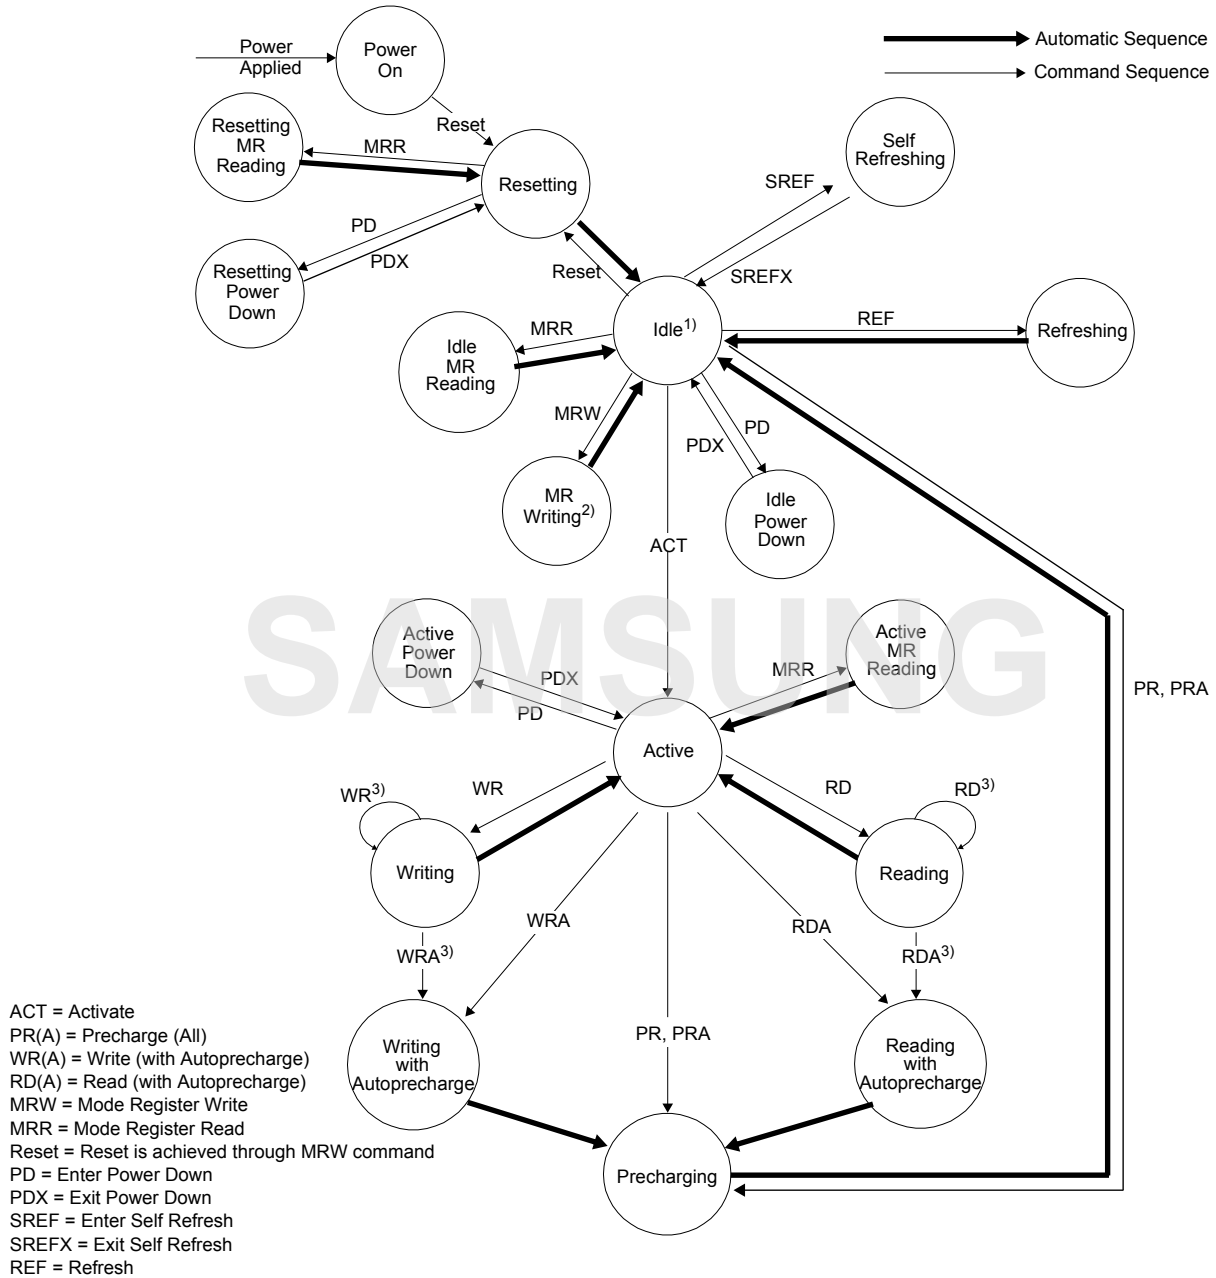 Power
Applied
Power
On
Automatic Sequence
Command Sequence
Reset
Resetting
MR
Reading
MRR
Resetting
Self
Refreshing
SREF
PD
PDX
Resetting
Power
Down
Reset
SREFX
Idle1)
REF
Refreshing
MRR
Idle
MR
Reading
MRW
PD
PDX
MR
Writing2)
Idle
Power
Down
ACT
SAMSUNG
Active
Power
Down
PDX
PD
Active
MR
Reading
MRR
PR, PRA
Active
WR
RD
WR3)
RD3)
Writing
Reading
WRA
RDA
WRA3)
RDA3)
PR, PRA
Writing
with
Autoprecharge
Reading
with
Autoprecharge
Precharging
ACT = Activate
PR(A) = Precharge (All)
WR(A) = Write (with Autoprecharge)
RD(A) = Read (with Autoprecharge)
MRW = Mode Register Write
MRR = Mode Register Read
Reset = Reset is achieved through MRW command
PD = Enter Power Down
PDX = Exit Power Down
SREF = Enter Self Refresh
SREFX = Exit Self Refresh
REF = Refresh